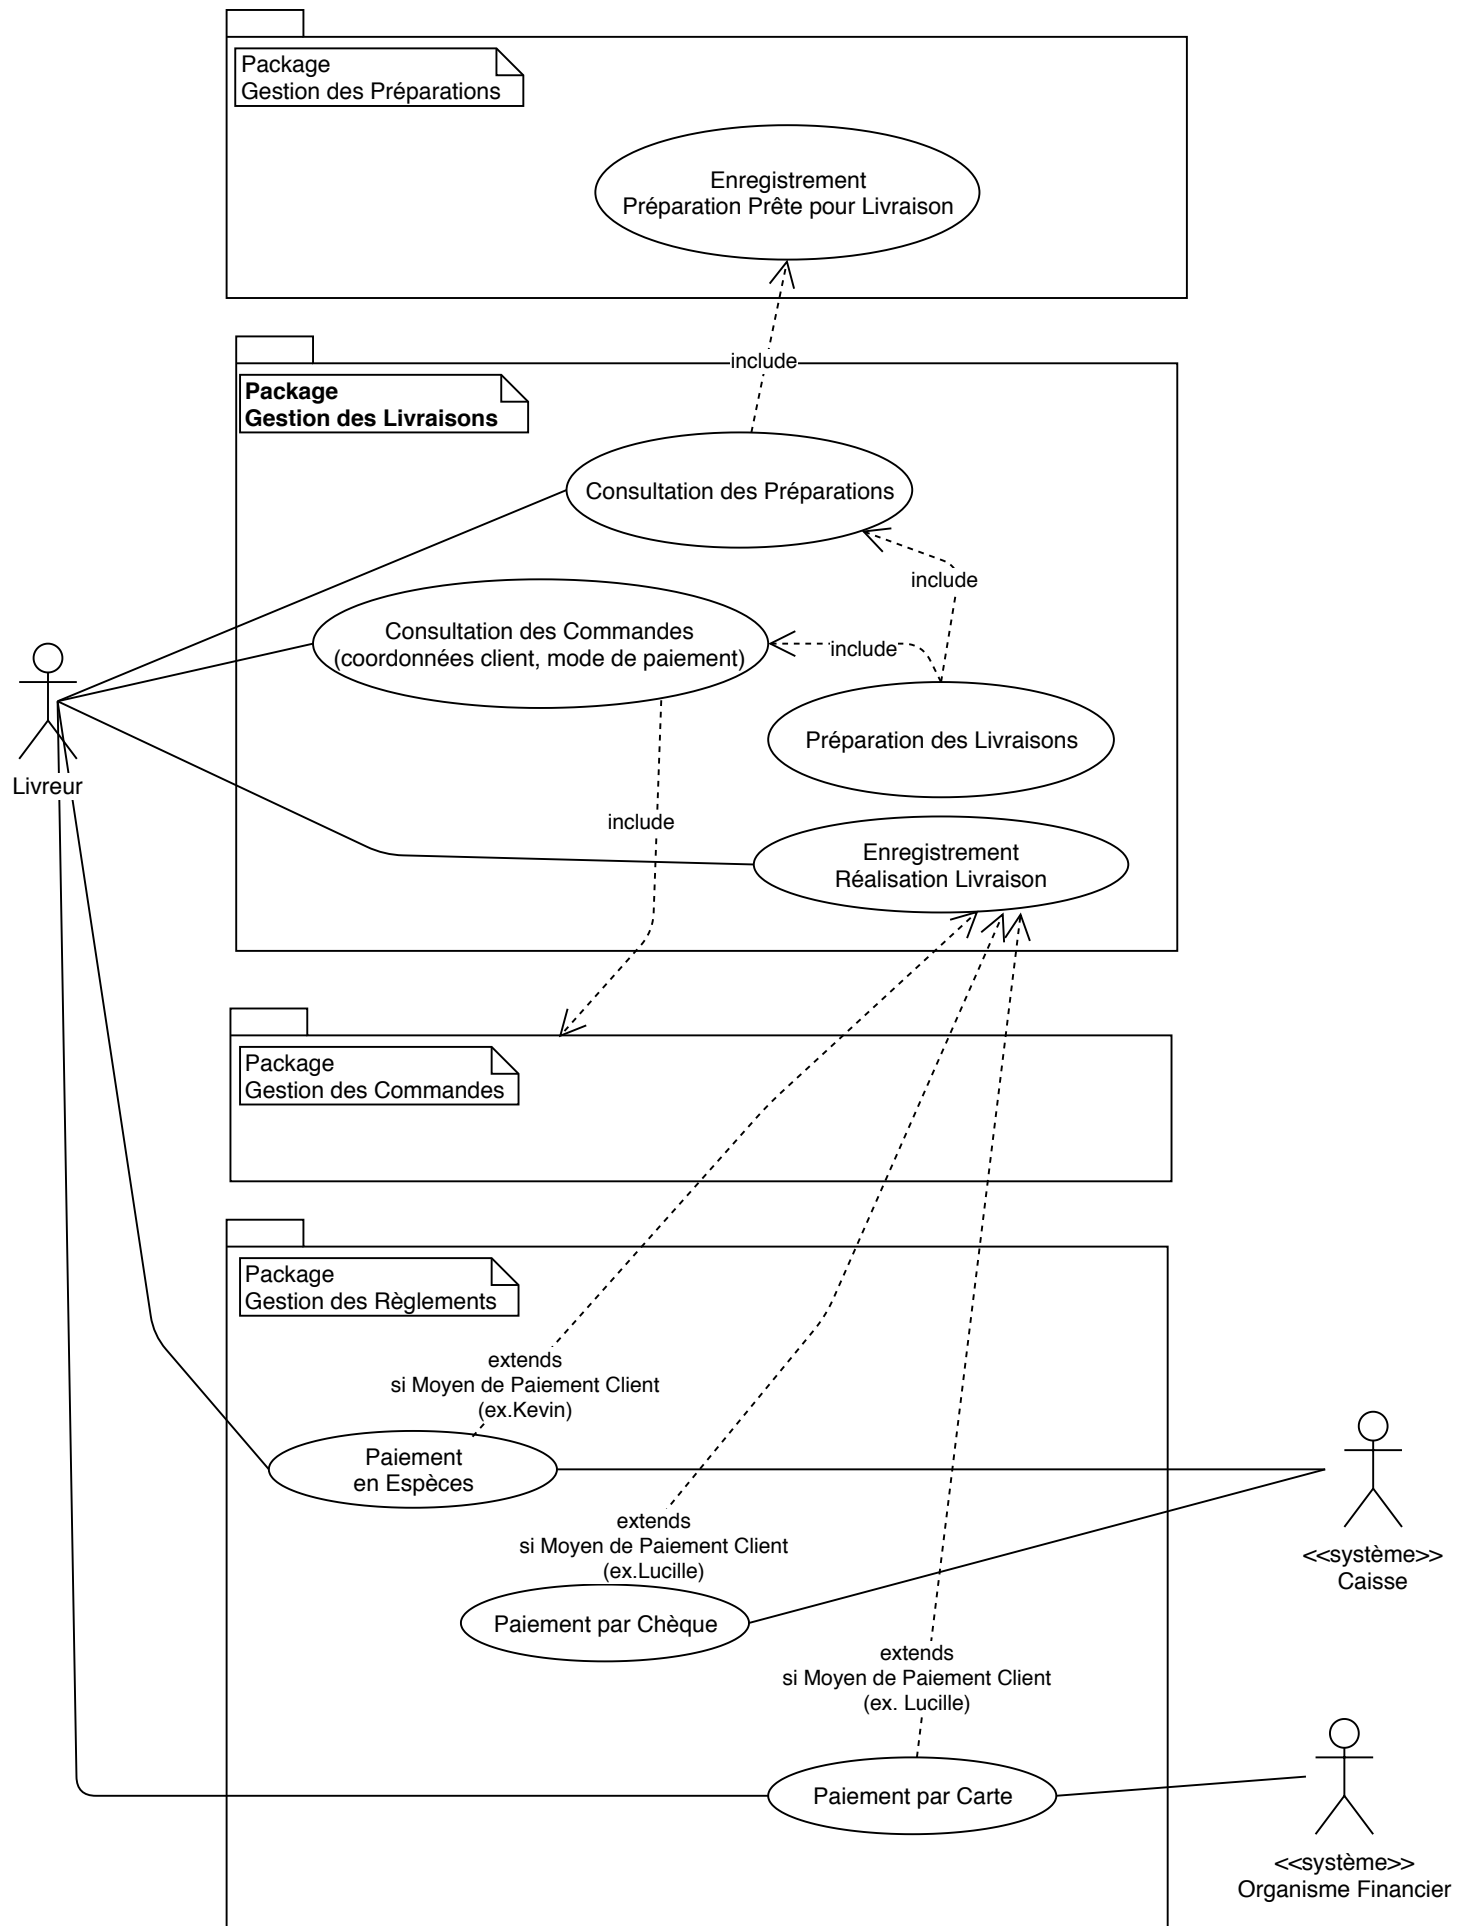 Package
Gestion des Préparations
Enregistrement
Préparation Prête pour Livraison
include
Package
Gestion des Livraisons
Consultation des Préparations
include
Consultation des Commandes
(coordonnées client, mode de paiement)
include
Préparation des Livraisons
Livreur
include
Enregistrement
Réalisation Livraison
Package
Gestion des Commandes
Package
Gestion des Règlements
extends
si Moyen de Paiement Client
(ex.Kevin)
Paiement
en Espèces
extends
si Moyen de Paiement Client
(ex.Lucille)
<<système>>
Caisse
Paiement par Chèque
extends
si Moyen de Paiement Client
(ex. Lucille)
Paiement par Carte
<<système>>
Organisme Financier